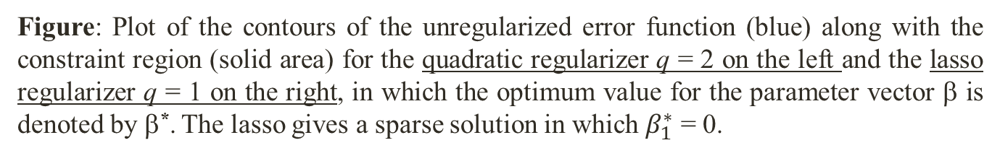 Figure: Plot of the contours of the unregularized error function (blue) along with the
constraint region (solid area) for the quadratic regularizer q = 2 on the left and the lasso
regularizer q = 1 on the right, in which the optimum value for the parameter vector β is
denoted by β*. The lasso gives a sparse solution in which β₁* = 0.